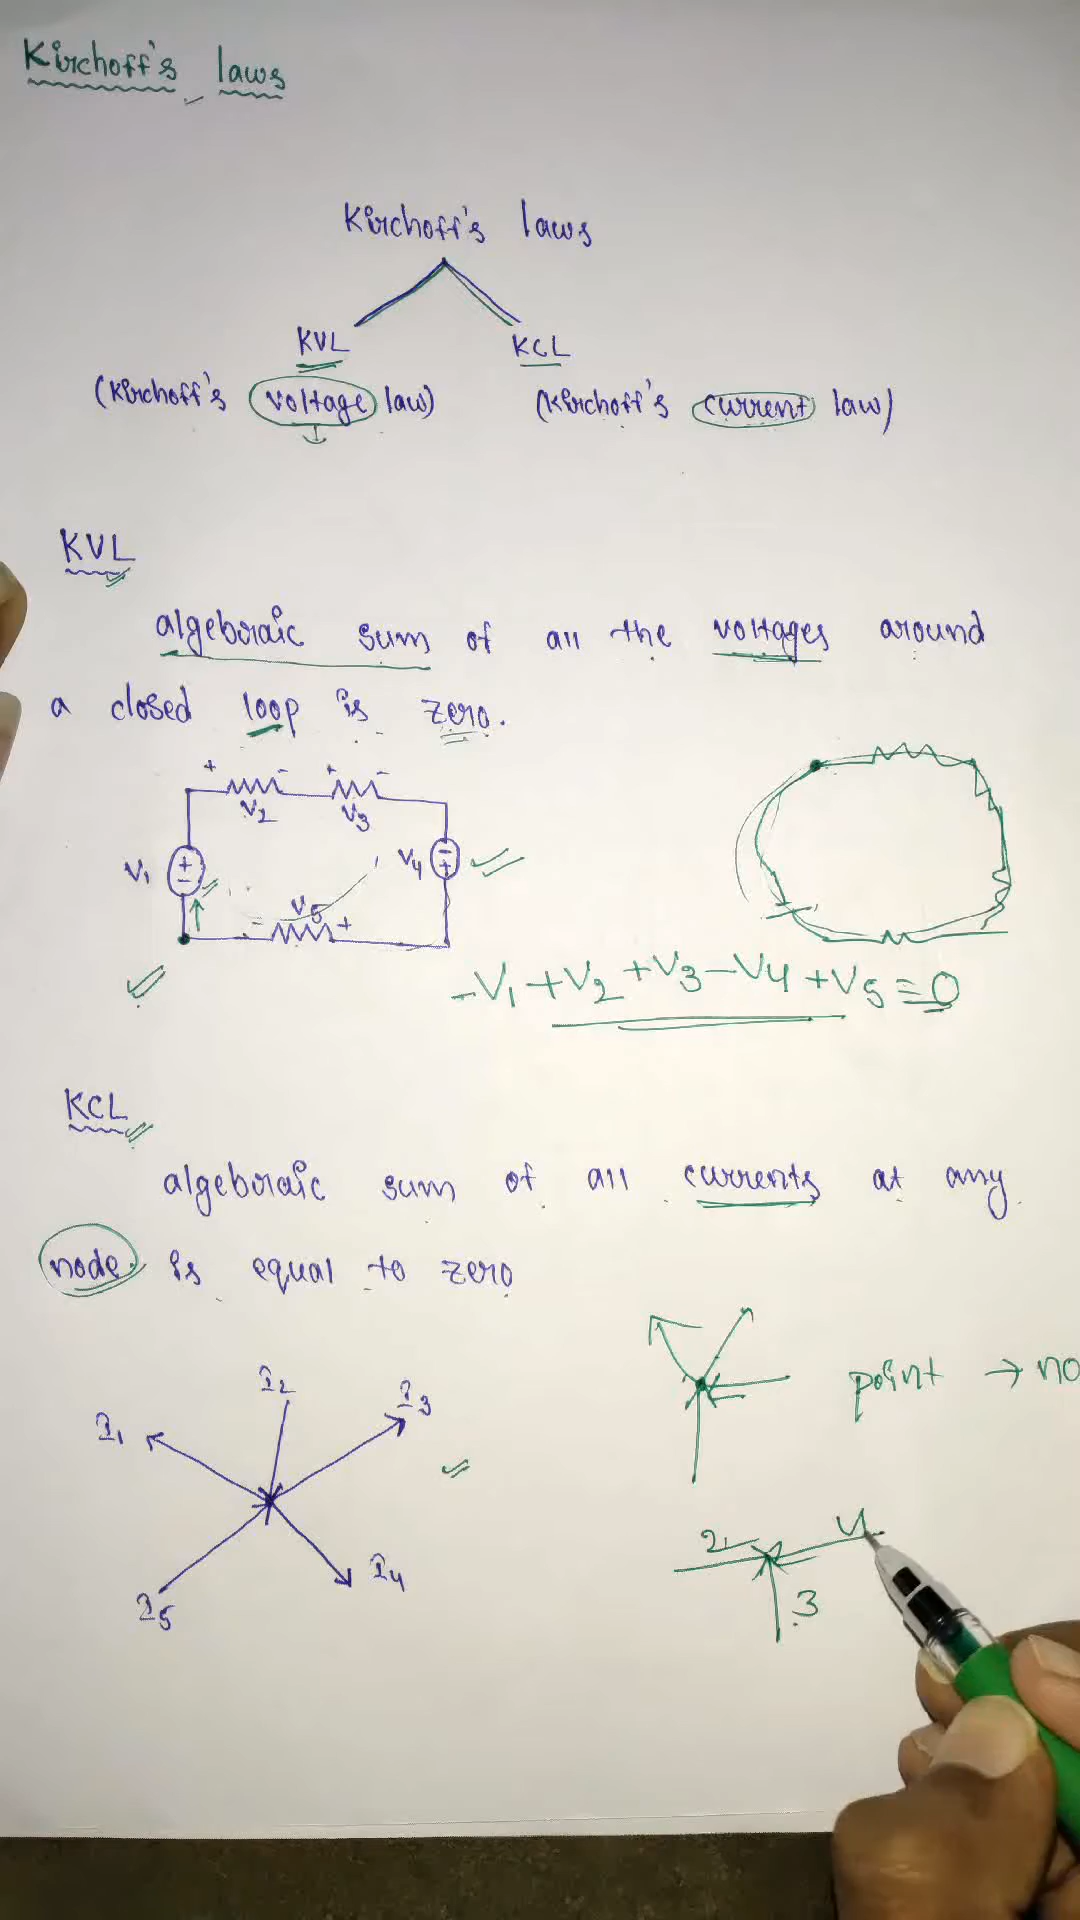 Kirchoff's laws
Kirchoff's laws
KVL KCL
(Kirchoff's voltage law) (Kirchoff's current law)
KVL
algebraic sum of all the voltages around
a closed loop is zero.
+ - + -
V2 V3
V1 + - V4 - +
V5
- +
-V1 + V2 + V3 - V4 + V5 = 0
KCL
algebraic sum of all currents at any
node is equal to zero
point → no
I2 I3
I1
I4
I5
2 4
3